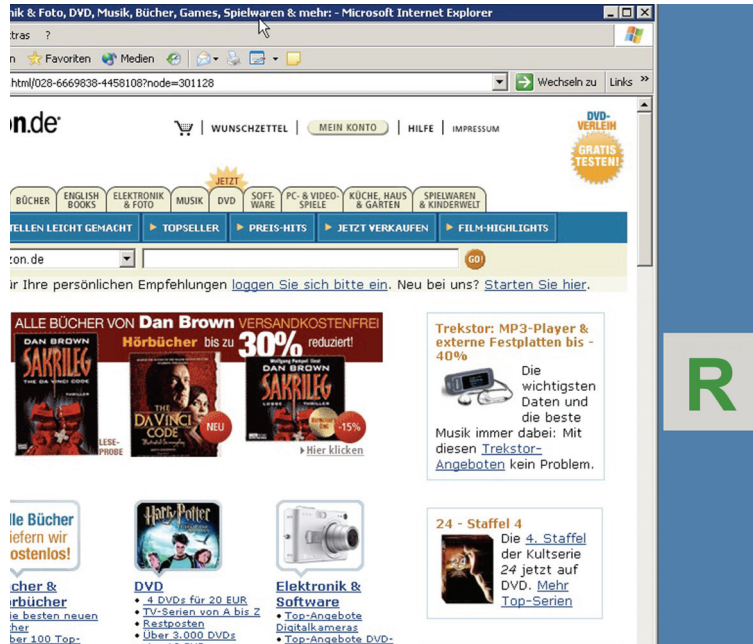 nik & Foto, DVD, Musik, Bücher, Games, Spielwaren & mehr: - Microsoft Internet Explorer
tras ?
n Favoriten Medien
html/028-6669838-4458108?node=301128 Wechseln zu Links »
on.de WUNSCHZETTEL | MEIN KONTO | HILFE | IMPRESSUM
DVD-
VERLEIH
GRATIS
TESTEN!
JETZT
BÜCHER ENGLISH BOOKS ELEKTRONIK & FOTO MUSIK DVD SOFT-WARE PC- & VIDEO-SPIELE KÜCHE, HAUS & GARTEN SPIELWAREN & KINDERWELT
TELLEN LEICHT GEMACHT TOPSELLER PREIS-HITS JETZT VERKAUFEN FILM-HIGHLIGHTS
zon.de GO!
r Ihre persönlichen Empfehlungen loggen Sie sich bitte ein. Neu bei uns? Starten Sie hier.
ALLE BÜCHER VON Dan Brown VERSANDKOSTENFREI
Hörbücher bis zu 30% reduziert!
DAN BROWN
SAKRILEG
THE DA VINCI CODE
THRILLER
LESE-
PROBE
THE
DA VINCI
CODE
NEU
DAN BROWN
SAKRILEG
-15%
Hier klicken
Trekstor: MP3-Player &
externe Festplatten bis -
40%
Die
wichtigsten
Daten und
die beste
Musik immer dabei: Mit
diesen Trekstor-
Angeboten kein Problem.
R
lle Bücher
iefern wir
ostenlos!
cher &
rbücher
ie besten neuen
cher
ber 100 Top-
Harry Potter
DVD
• 4 DVDs für 20 EUR
• TV-Serien von A bis Z
• Restposten
• Über 3.000 DVDs
Elektronik &
Software
• Top-Angebote
Digitalkameras
• Top-Angebote DVD-
24 - Staffel 4
Die 4. Staffel
der Kultserie
24 jetzt auf
DVD. Mehr
Top-Serien